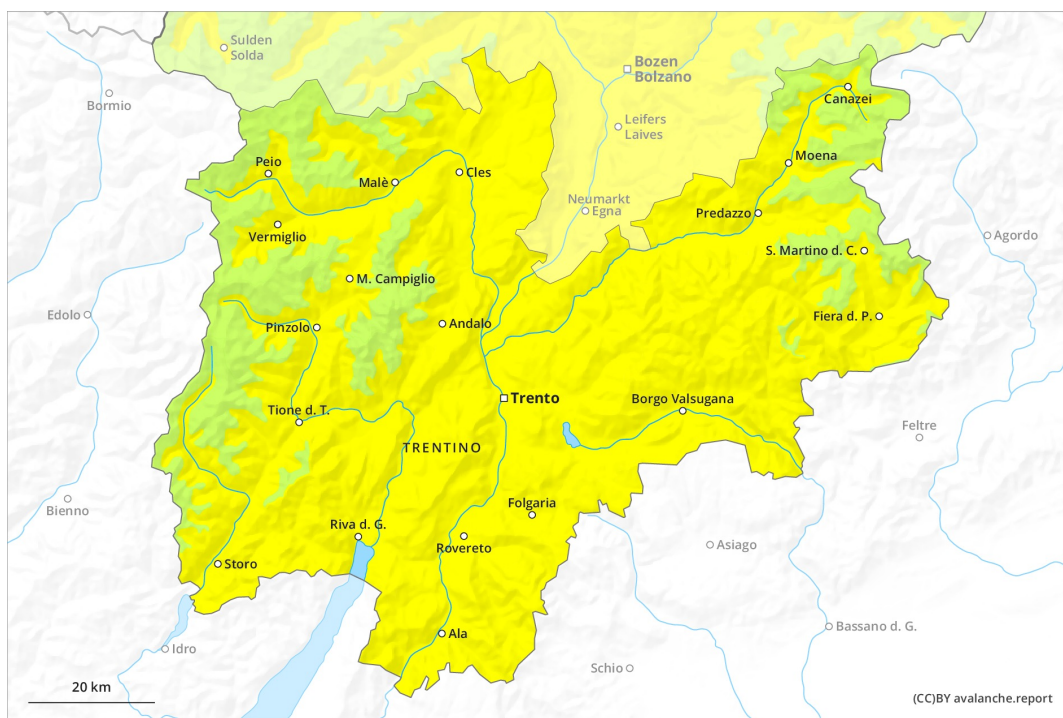 Sulden
Solda
Bormio
Bozen
Bolzano
Leifers
Laives
Neumarkt
Egna
Canazei
Moena
Predazzo
S. Martino d. C.
Agordo
Fiera d. P.
Peio
Malè
Cles
Vermiglio
M. Campiglio
Edolo
Pinzolo
Andalo
Trento
Borgo Valsugana
Feltre
Tione d. T.
TRENTINO
Bienno
Riva d. G.
Folgaria
Rovereto
Asiago
Storo
Ala
Idro
Schio
Bassano d. G.
20 km
(CC)BY avalanche.report